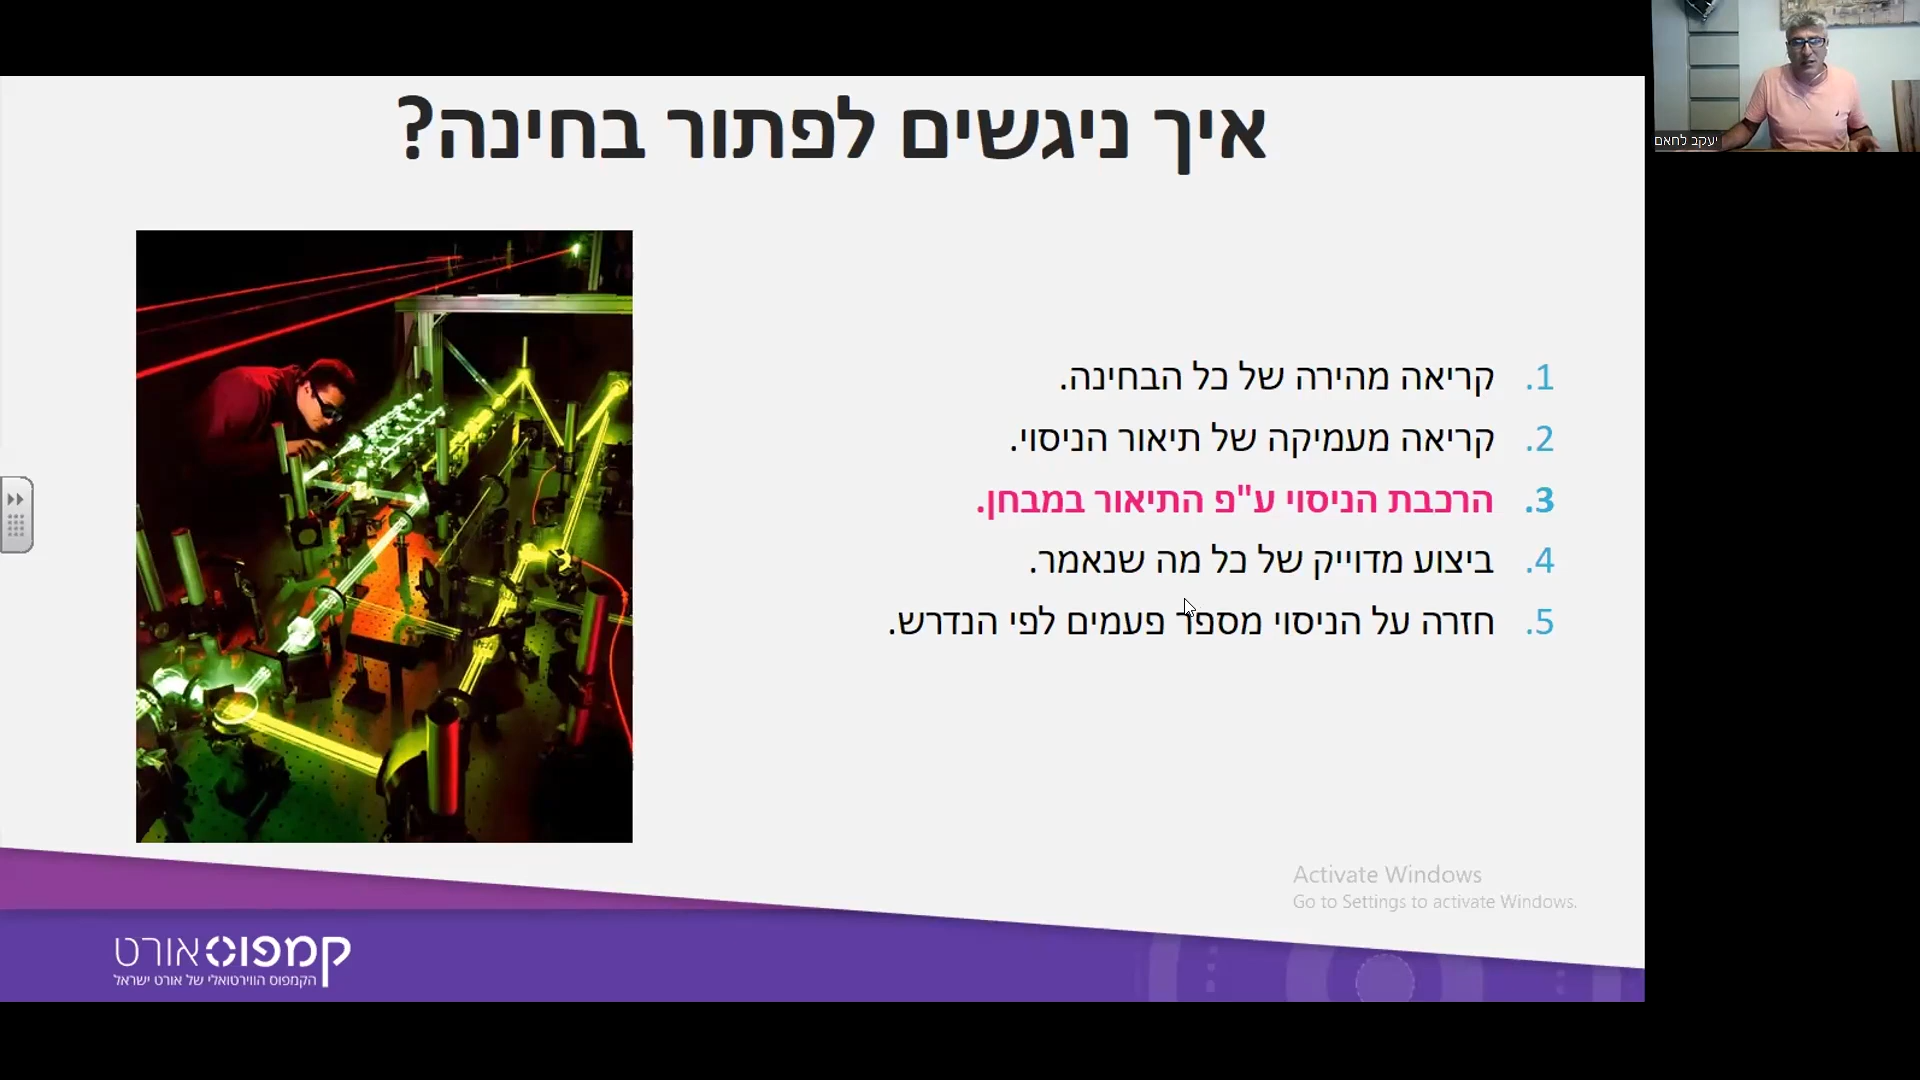 איך ניגשים לפתור בחינה?
יעקב לחאם
1. קריאה מהירה של כל הבחינה.
2. קריאה מעמיקה של תיאור הניסוי.
3. הרכבת הניסוי ע"פ התיאור במבחן.
4. ביצוע מדוייק של כל מה שנאמר.
5. חזרה על הניסוי מספר פעמים לפי הנדרש.
Activate Windows
Go to Settings to activate Windows.
קמפוס אורט
הקמפוס הווירטואלי של אורט ישראל